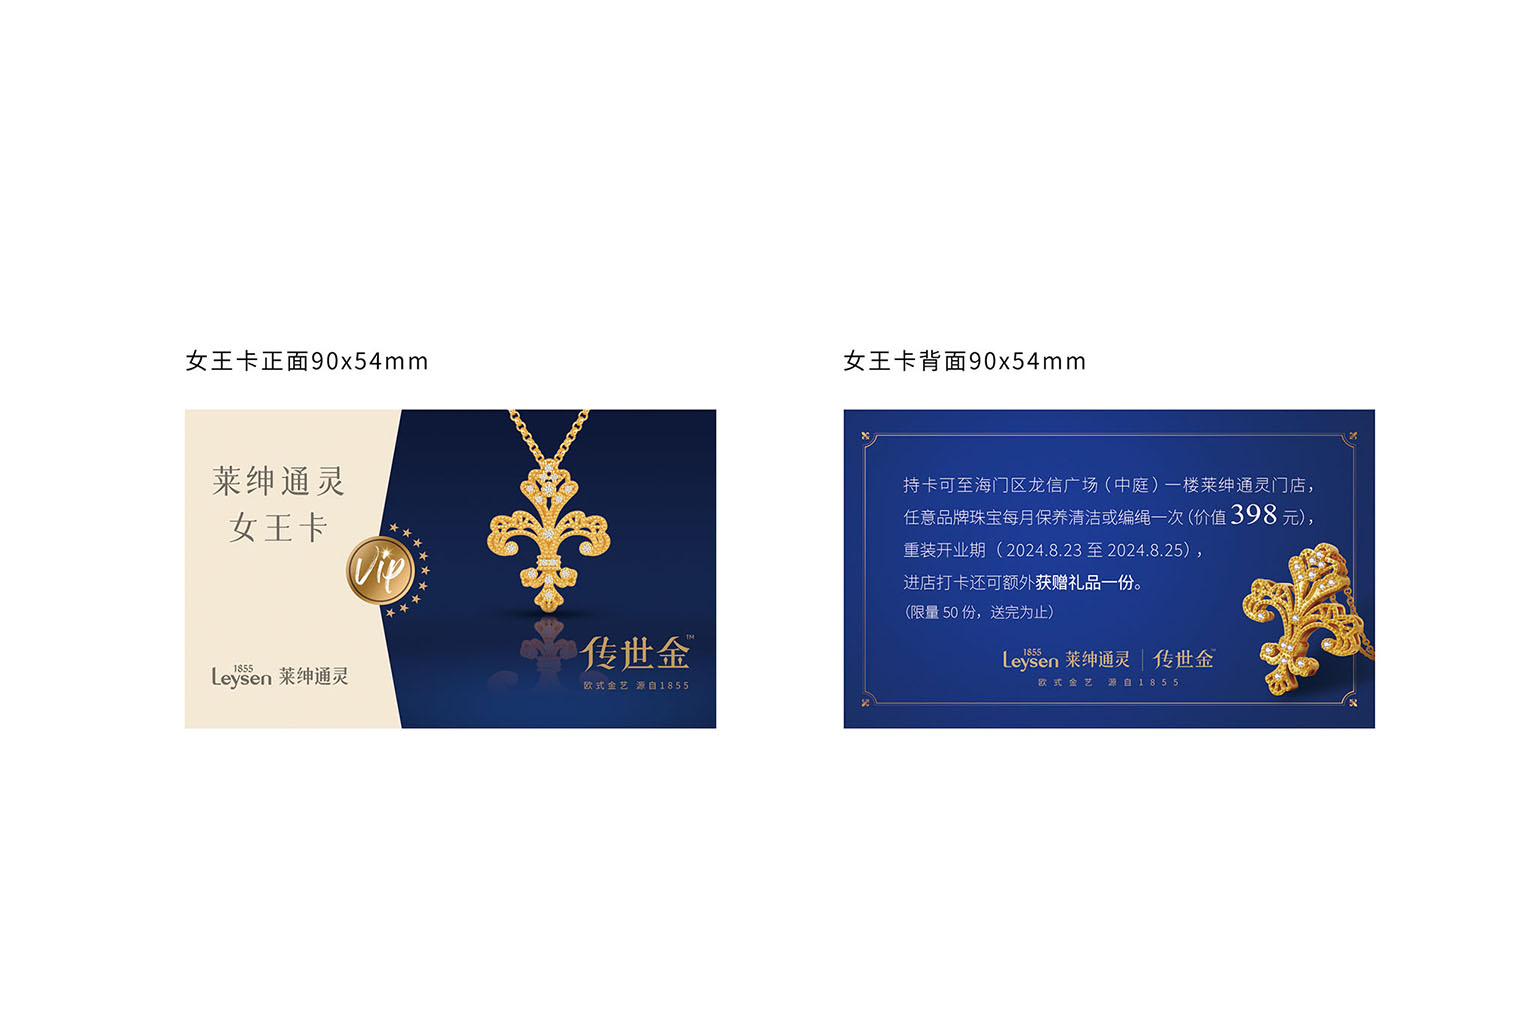 女王卡正面90x54mm
莱绅通灵
女王卡
Vip
1855
Leysen 莱绅通灵
传世金™
欧式金艺 源自1855
女王卡背面90x54mm
持卡可至海门区龙信广场（中庭）一楼莱绅通灵门店，
任意品牌珠宝每月保养清洁或编绳一次（价值 398 元），
重装开业期（ 2024.8.23 至 2024.8.25），
进店打卡还可额外获赠礼品一份。
（限量 50 份，送完为止）
1855
Leysen 莱绅通灵 | 传世金™
欧式金艺 源自1855